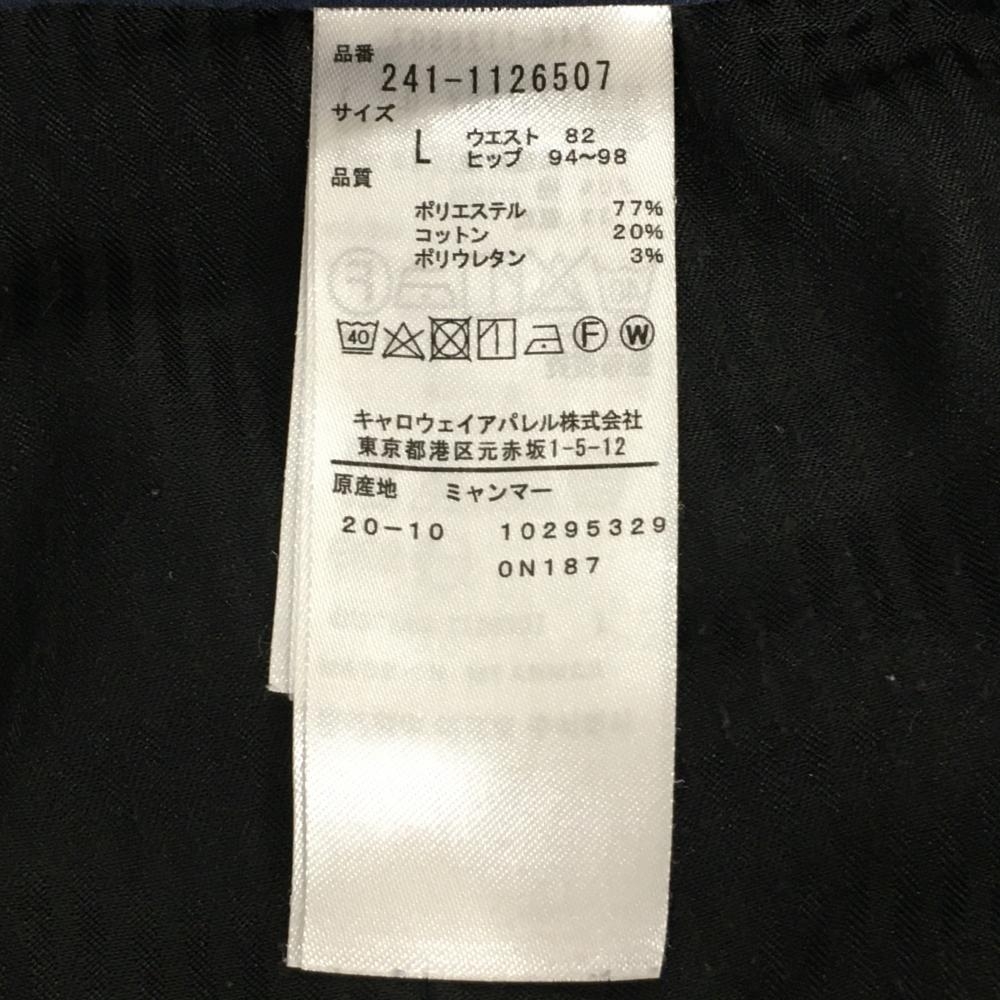 品番
241-1126507
サイズ
L ウエスト 82
ヒップ 94~98
品質
ポリエステル 77%
コットン 20%
ポリウレタン 3%
40 F W
キャロウェイアパレル株式会社
東京都港区元赤坂1-5-12
原産地 ミャンマー
20-10 10295329
0N187